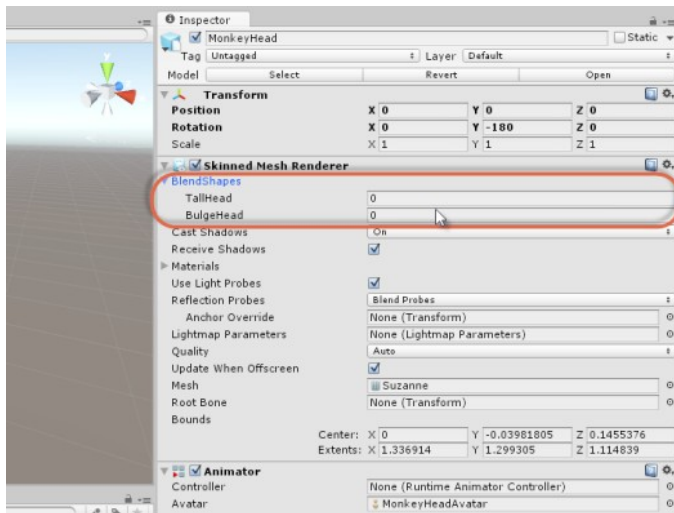 Inspector
MonkeyHead Static
Tag Untagged Layer Default
Model Select Revert Open
Transform
Position X 0 Y 0 Z 0
Rotation X 0 Y -180 Z 0
Scale X 1 Y 1 Z 1
Skinned Mesh Renderer
BlendShapes
TallHead 0
BulgeHead 0
Cast Shadows On
Receive Shadows
Materials
Use Light Probes
Reflection Probes Blend Probes
Anchor Override None (Transform)
Lightmap Parameters None (Lightmap Parameters)
Quality Auto
Update When Offscreen
Mesh Suzanne
Root Bone None (Transform)
Bounds
Center: X 0 Y -0.03981805 Z 0.1455376
Extents: X 1.336914 Y 1.299305 Z 1.114839
Animator
Controller None (Runtime Animator Controller)
Avatar MonkeyHeadAvatar